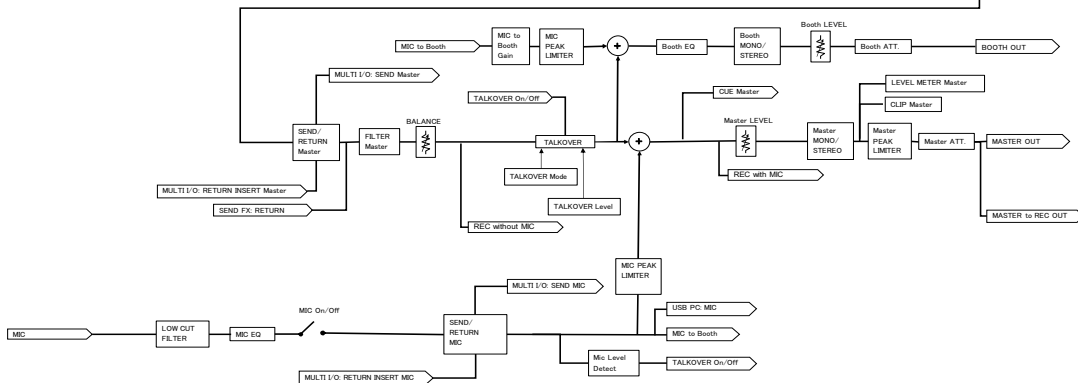 Booth LEVEL
MIC to
Booth
Gain
MIC
PEAK
LIMITER
Booth
MONO/
STEREO
MIC to Booth
+
Booth EQ
Booth ATT.
BOOTH OUT
MULTI I/O: SEND Master
LEVEL METER Master
TALKOVER On/Off
CUE Master
CLIP Master
BALANCE
Master LEVEL
SEND/
RETURN
Master
FILTER
Master
TALKOVER
+
Master
MONO/
STEREO
Master
PEAK
LIMITER
Master ATT.
MASTER OUT
TALKOVER Mode
REC with MIC
MULTI I/O: RETURN INSERT Master
SEND FX: RETURN
TALKOVER Level
MASTER to REC OUT
REC without MIC
MIC PEAK
LIMITER
MULTI I/O: SEND MIC
USB PC: MIC
MIC On/Off
MIC
LOW CUT
FILTER
MIC EQ
SEND/
RETURN
MIC
MIC to Booth
Mic Level
Detect
TALKOVER On/Off
MULTI I/O: RETURN INSERT MIC